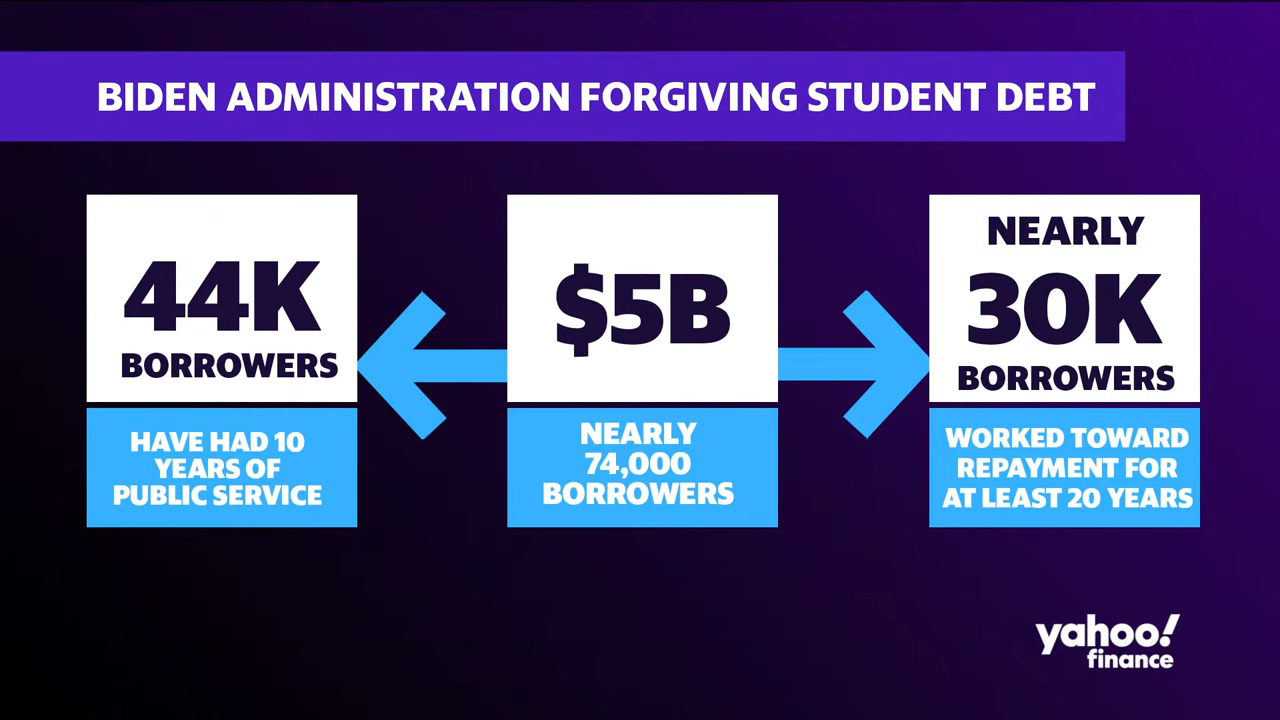 BIDEN ADMINISTRATION FORGIVING STUDENT DEBT
44K
BORROWERS
HAVE HAD 10
YEARS OF
PUBLIC SERVICE
$5B
NEARLY
74,000
BORROWERS
NEARLY
30K
BORROWERS
WORKED TOWARD
REPAYMENT FOR
AT LEAST 20 YEARS
yahoo!
finance